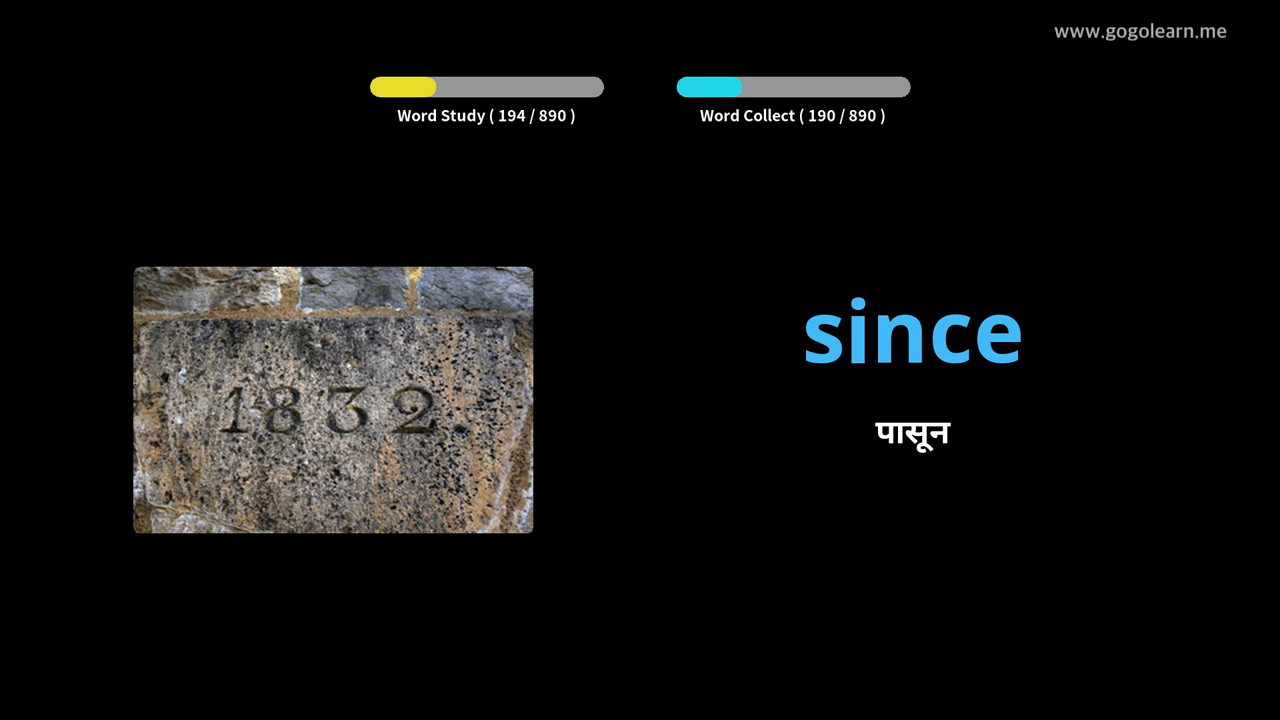 www.gogolearn.me
Word Study ( 194 / 890 )
Word Collect ( 190 / 890 )
since
पासून
1832.